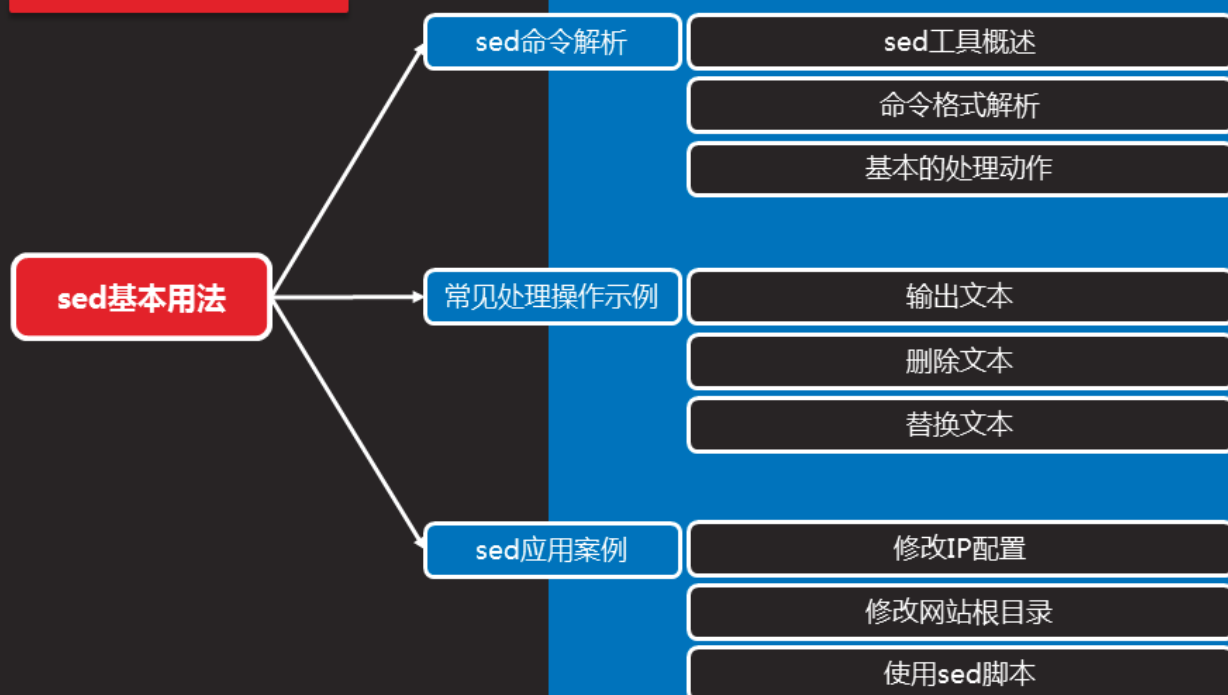 sed基本用法
sed命令解析
sed工具概述
命令格式解析
基本的处理动作
常见处理操作示例
输出文本
删除文本
替换文本
sed应用案例
修改IP配置
修改网站根目录
使用sed脚本